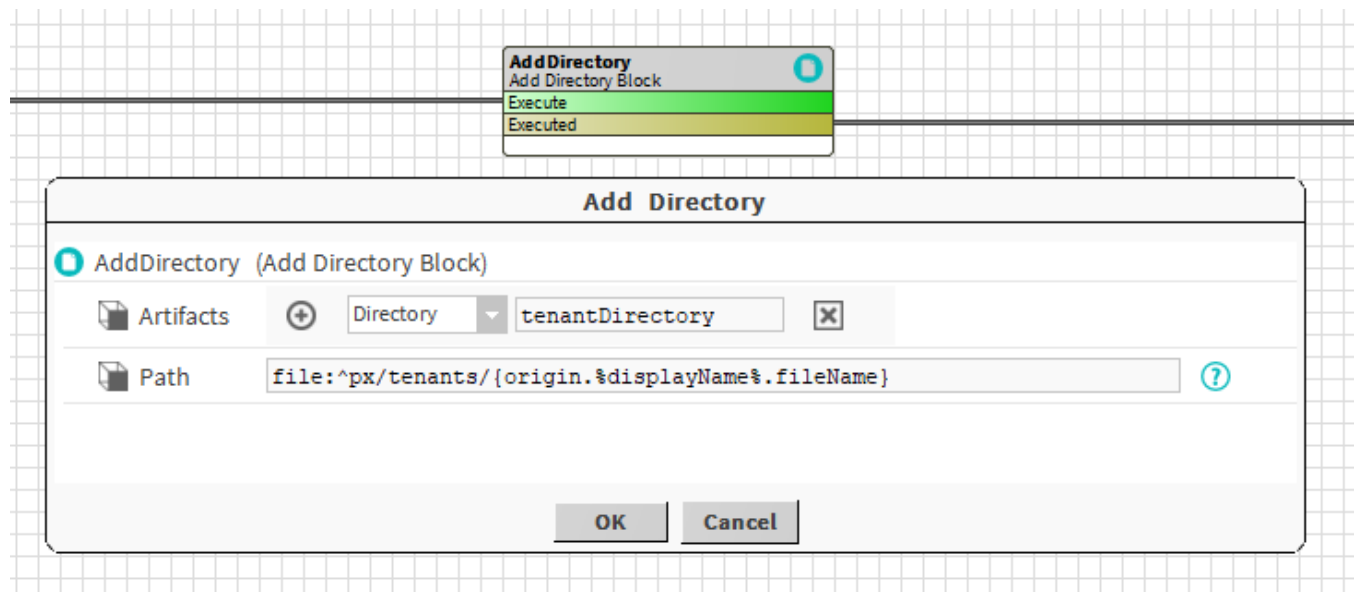 AddDirectory
Add Directory Block
Execute
Executed
Add Directory
AddDirectory (Add Directory Block)
Artifacts Directory tenantDirectory
Path file:^px/tenants/{origin.%displayName%.fileName} ?
OK Cancel